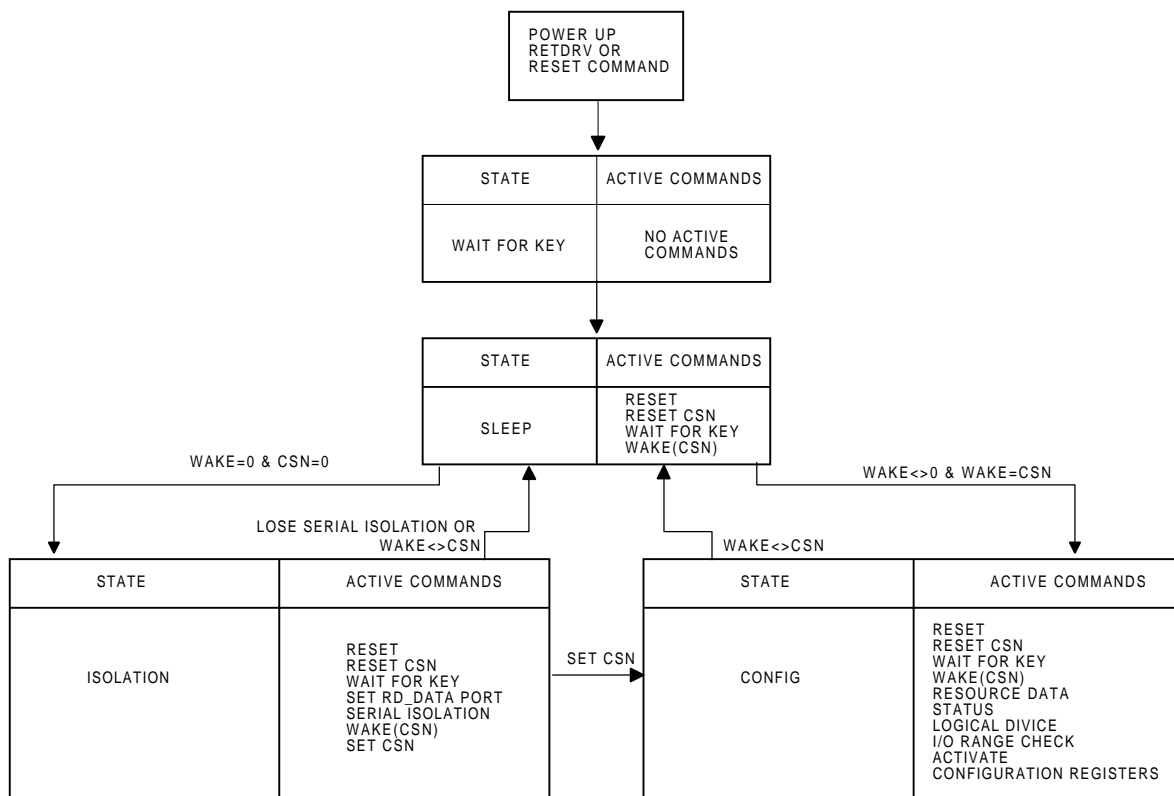 POWER UP
RETDRV OR
RESET COMMAND
STATE
ACTIVE COMMANDS
WAIT FOR KEY
NO ACTIVE
COMMANDS
STATE
ACTIVE COMMANDS
SLEEP
RESET
RESET CSN
WAIT FOR KEY
WAKE(CSN)
WAKE=0 & CSN=0
WAKE<>0 & WAKE=CSN
LOSE SERIAL ISOLATION OR
WAKE<>CSN
WAKE<>CSN
STATE
ACTIVE COMMANDS
ISOLATION
RESET
RESET CSN
WAIT FOR KEY
SET RD_DATA PORT
SERIAL ISOLATION
WAKE(CSN)
SET CSN
SET CSN
STATE
ACTIVE COMMANDS
CONFIG
RESET
RESET CSN
WAIT FOR KEY
WAKE(CSN)
RESOURCE DATA
STATUS
LOGICAL DIVICE
I/O RANGE CHECK
ACTIVATE
CONFIGURATION REGISTERS